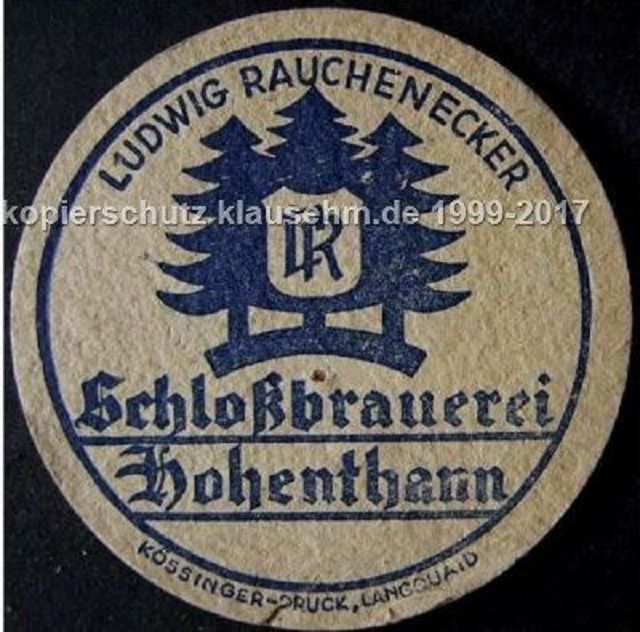 LUDWIG RAUCHENECKER
kopierschutz klausehm.de 1999-2017
LR
Schloßbrauerei
Hohenthann
KÖSSINGER-DRUCK, LANGQUAID